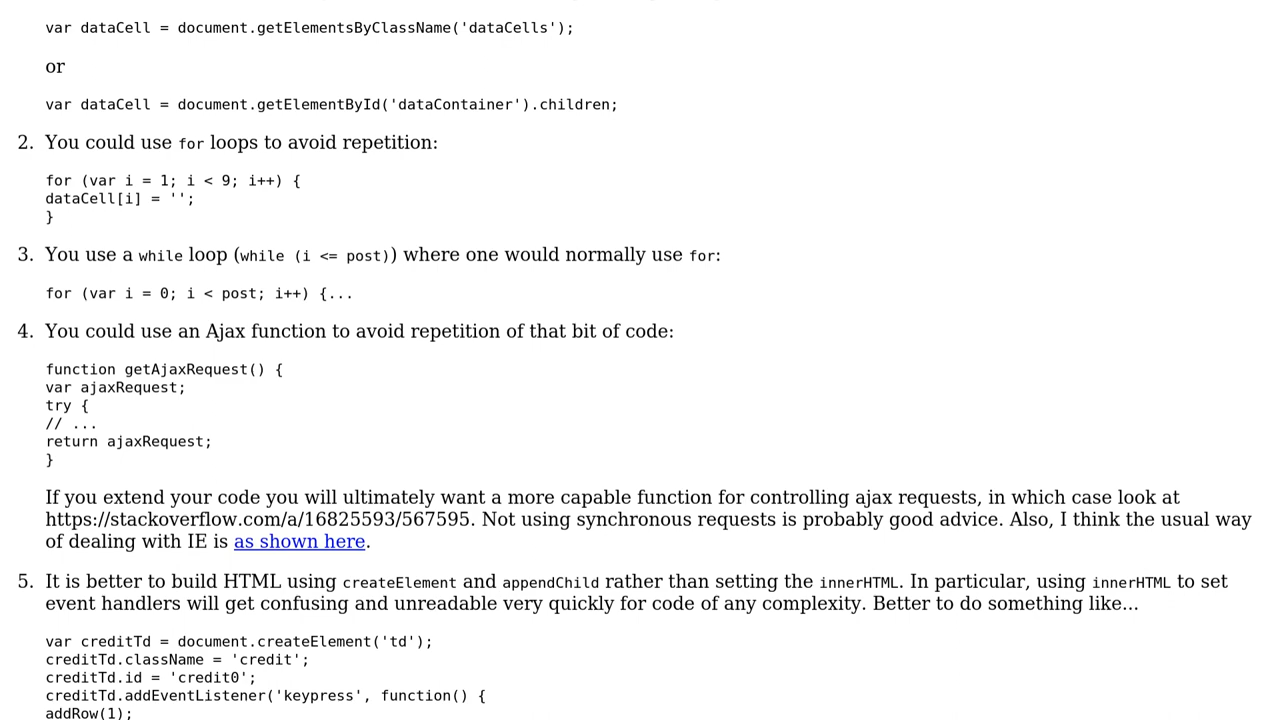 var dataCell = document.getElementsByClassName('dataCells');
or
var dataCell = document.getElementById('dataContainer').children;
2. You could use for loops to avoid repetition:
for (var i = 1; i < 9; i++) {
dataCell[i] = '';
}
3. You use a while loop (while (i <= post)) where one would normally use for:
for (var i = 0; i < post; i++) {...
4. You could use an Ajax function to avoid repetition of that bit of code:
function getAjaxRequest() {
var ajaxRequest;
try {
// ...
return ajaxRequest;
}
If you extend your code you will ultimately want a more capable function for controlling ajax requests, in which case look at
https://stackoverflow.com/a/16825593/567595. Not using synchronous requests is probably good advice. Also, I think the usual way
of dealing with IE is as shown here.
5. It is better to build HTML using createElement and appendChild rather than setting the innerHTML. In particular, using innerHTML to set
event handlers will get confusing and unreadable very quickly for code of any complexity. Better to do something like...
var creditTd = document.createElement('td');
creditTd.className = 'credit';
creditTd.id = 'credit0';
creditTd.addEventListener('keypress', function() {
addRow(1);